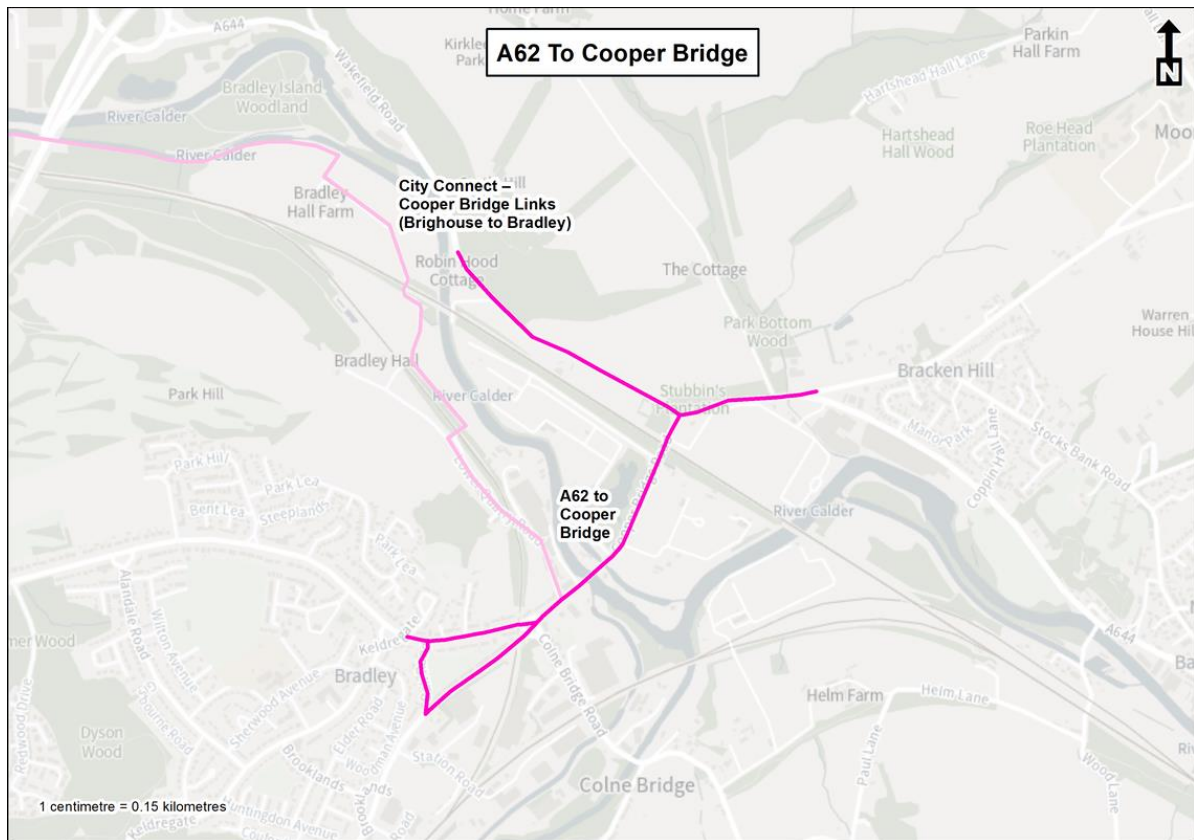 A62 To Cooper Bridge
N
A644
Wakefield Road
Home Farm
Parkin
Hall Farm
Hartshead Hall Lane
Bradley Island
Woodland
River Calder
River Calder
Hartshead
Hall Wood
Roe Head
Plantation
Bradley
Hall Farm
City Connect –
Cooper Bridge Links
(Brighouse to Bradley)
Robin Hood
Cottage
The Cottage
Park Bottom
Wood
Warren
House Hill
Bradley Hall
Park Hill
River Calder
Stubbin's
Plantation
Bracken Hill
Manor Park
Coppin Hall Lane
Stocks Bank Road
Park Hill
Park Lea
Bent Lea
Steeplands
Park Lea
A62 to
Cooper
Bridge
River Calder
Alandale Road
Wilton Avenue
Keldregate
Bradley
Sherwood Avenue
Elder Road
Colne Bridge Road
A644
Helm Farm
Helm Lane
Paul Lane
Wood Lane
Redwood Drive
Dyson
Wood
Brooklands
Station Road
Colne Bridge
Huntingdon Avenue
Keldregate
1 centimetre = 0.15 kilometres